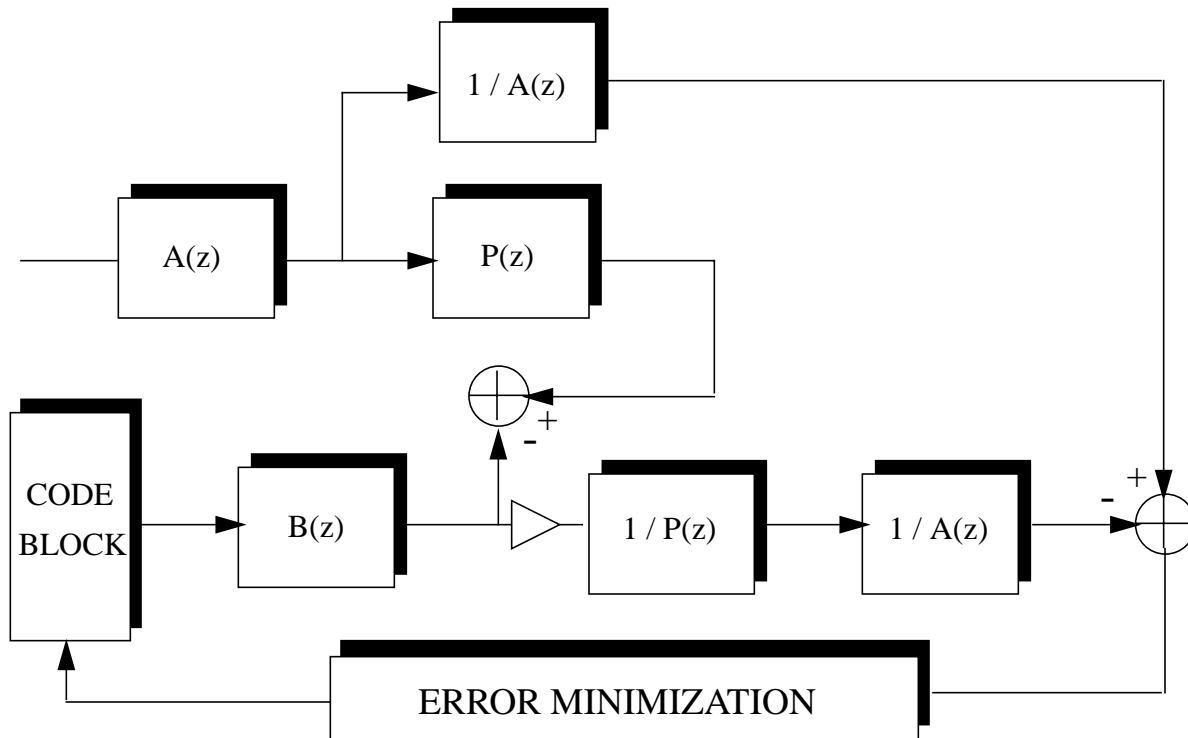 1 / A(z)
A(z)
P(z)
- +
CODE
BLOCK
B(z)
1 / P(z)
1 / A(z)
- +
ERROR MINIMIZATION